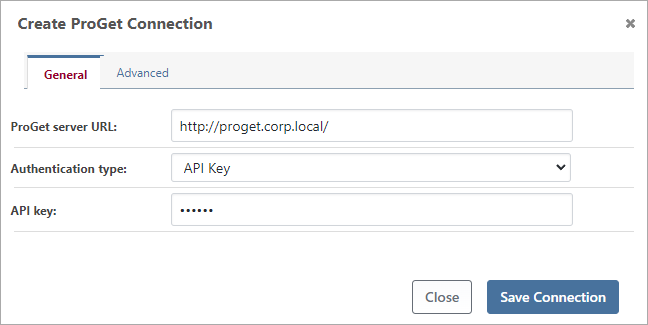 Create ProGet Connection ×
General Advanced
ProGet server URL: http://proget.corp.local/
Authentication type: API Key
API key: ••••••
Close Save Connection